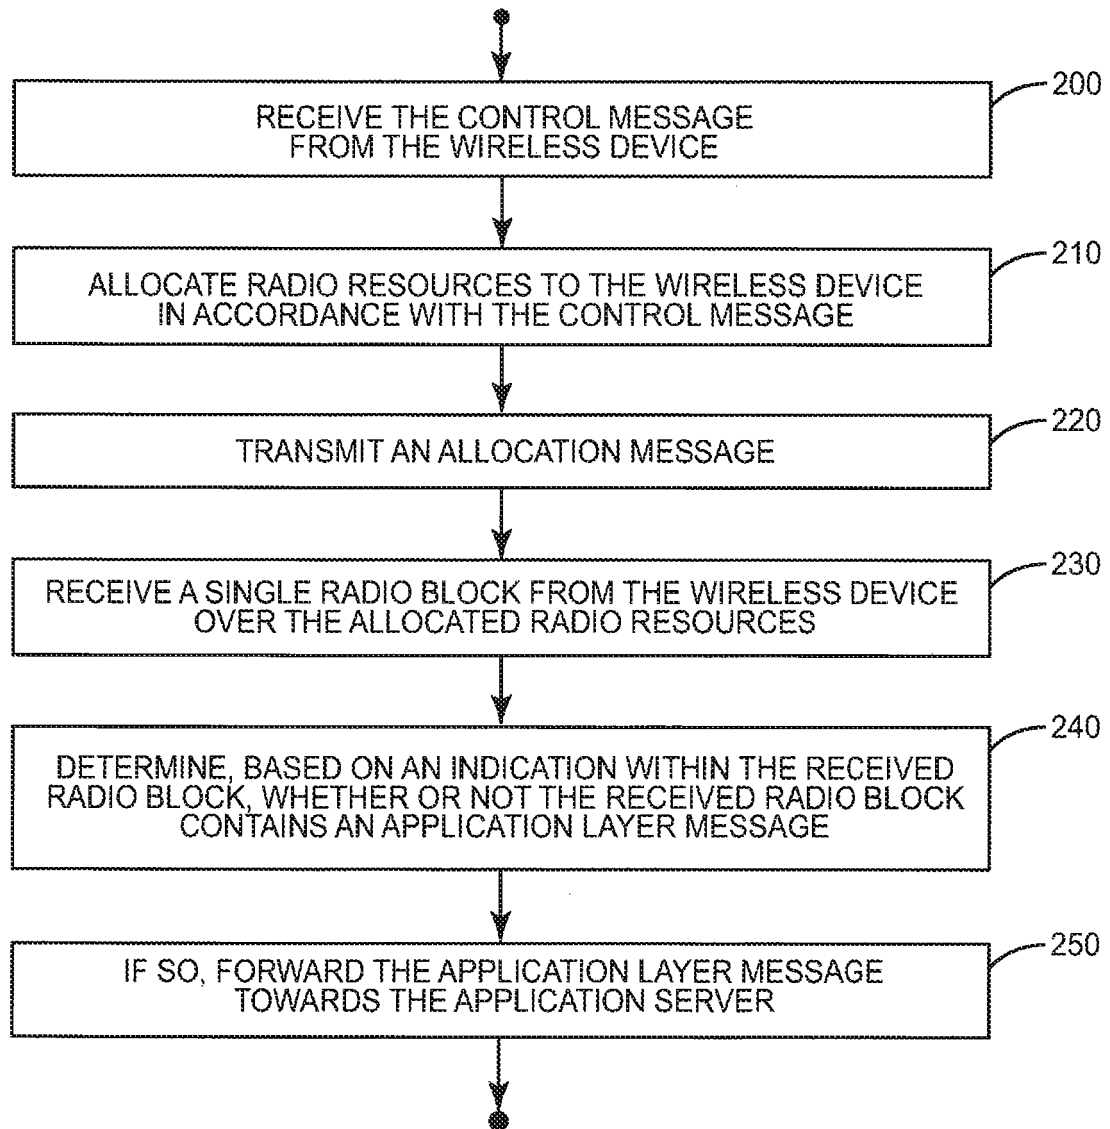 200
RECEIVE THE CONTROL MESSAGE
FROM THE WIRELESS DEVICE
210
ALLOCATE RADIO RESOURCES TO THE WIRELESS DEVICE
IN ACCORDANCE WITH THE CONTROL MESSAGE
220
TRANSMIT AN ALLOCATION MESSAGE
230
RECEIVE A SINGLE RADIO BLOCK FROM THE WIRELESS DEVICE
OVER THE ALLOCATED RADIO RESOURCES
240
DETERMINE, BASED ON AN INDICATION WITHIN THE RECEIVED
RADIO BLOCK, WHETHER OR NOT THE RECEIVED RADIO BLOCK
CONTAINS AN APPLICATION LAYER MESSAGE
250
IF SO, FORWARD THE APPLICATION LAYER MESSAGE
TOWARDS THE APPLICATION SERVER